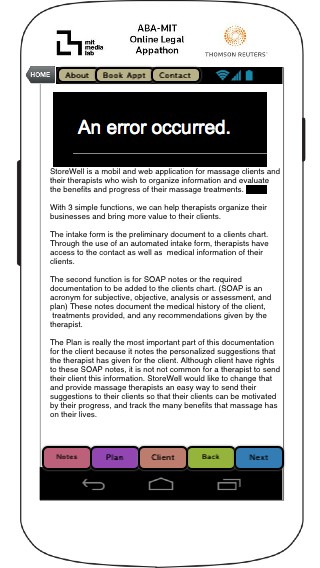 ABA-MIT
Online Legal
Appathon
mit
media
lab
THOMSON REUTERS
HOME
About
Book Appt
Contact
An error occurred.
StoreWell is a mobil and web application for massage clients and
their therapists who wish to organize information and evaluate
the benefits and progress of their massage treatments.
With 3 simple functions, we can help therapists organize their
businesses and bring more value to their clients.
The intake form is the preliminary document to a clients chart.
Through the use of an automated intake form, therapists have
access to the contact as well as  medical information of their
clients.
The second function is for SOAP notes or the required
documentation to be added to the clients chart. (SOAP is an
acronym for subjective, objective, analysis or assessment, and
plan) These notes document the medical history of the client,
treatments provided, and any recommendations given by the
therapist.
The Plan is really the most important part of this documentation
for the client because it notes the personalized suggestions that
the therapist has given for the client. Although client have rights
to these SOAP notes, it is not not common for a therapist to send
their client this information. StoreWell would like to change that
and provide massage therapists an easy way to send their
suggestions to their clients so that their clients can be motivated
by their progress, and track the many benefits that massage has
on their lives.
Notes
Plan
Client
Back
Next